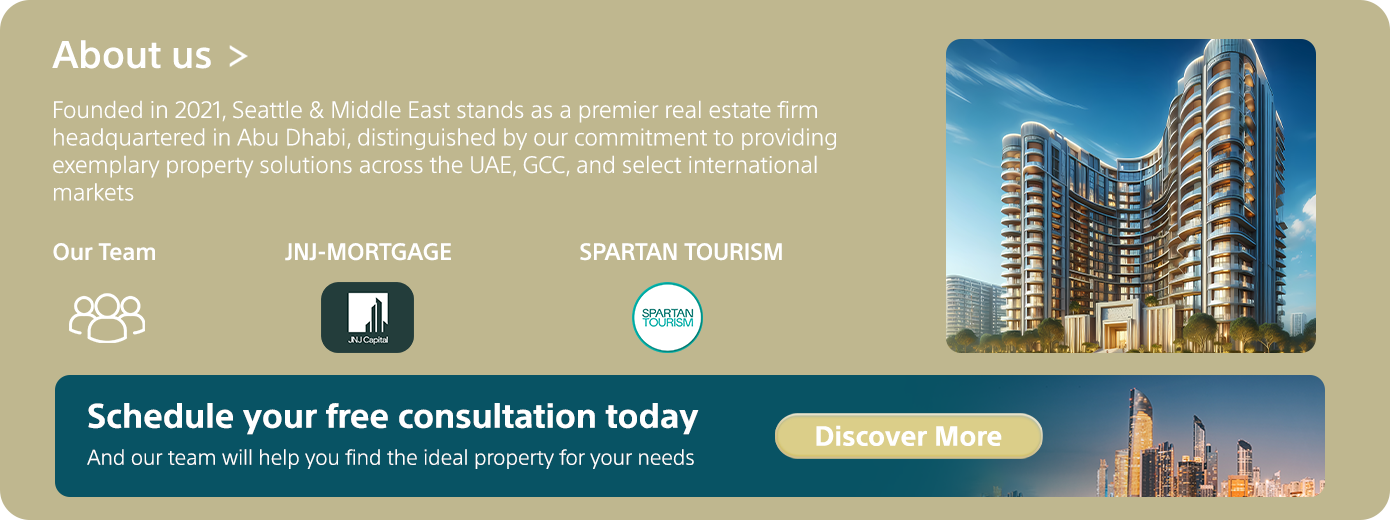 About us >
Founded in 2021, Seattle & Middle East stands as a premier real estate firm
headquartered in Abu Dhabi, distinguished by our commitment to providing
exemplary property solutions across the UAE, GCC, and select international
markets
Our Team
JNJ-MORTGAGE
SPARTAN TOURISM
JNJ Capital
SPARTAN
TOURISM
Schedule your free consultation today
And our team will help you find the ideal property for your needs
Discover More